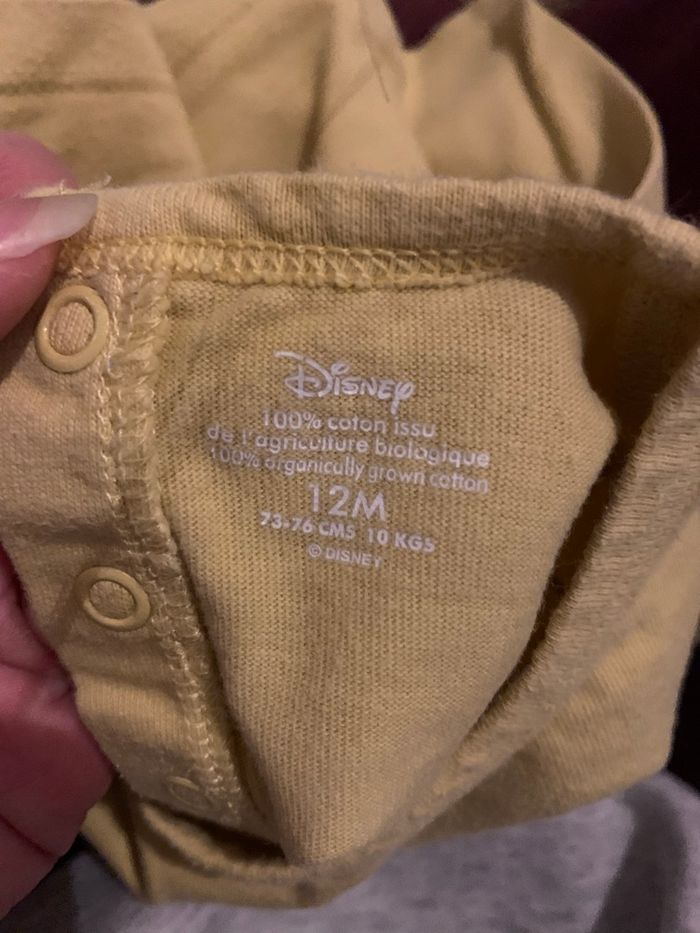 Disney
100% coton issu
de l'agriculture biologique
100% organically grown cotton
12M
73-76 CMS 10 KGS
© DISNEY